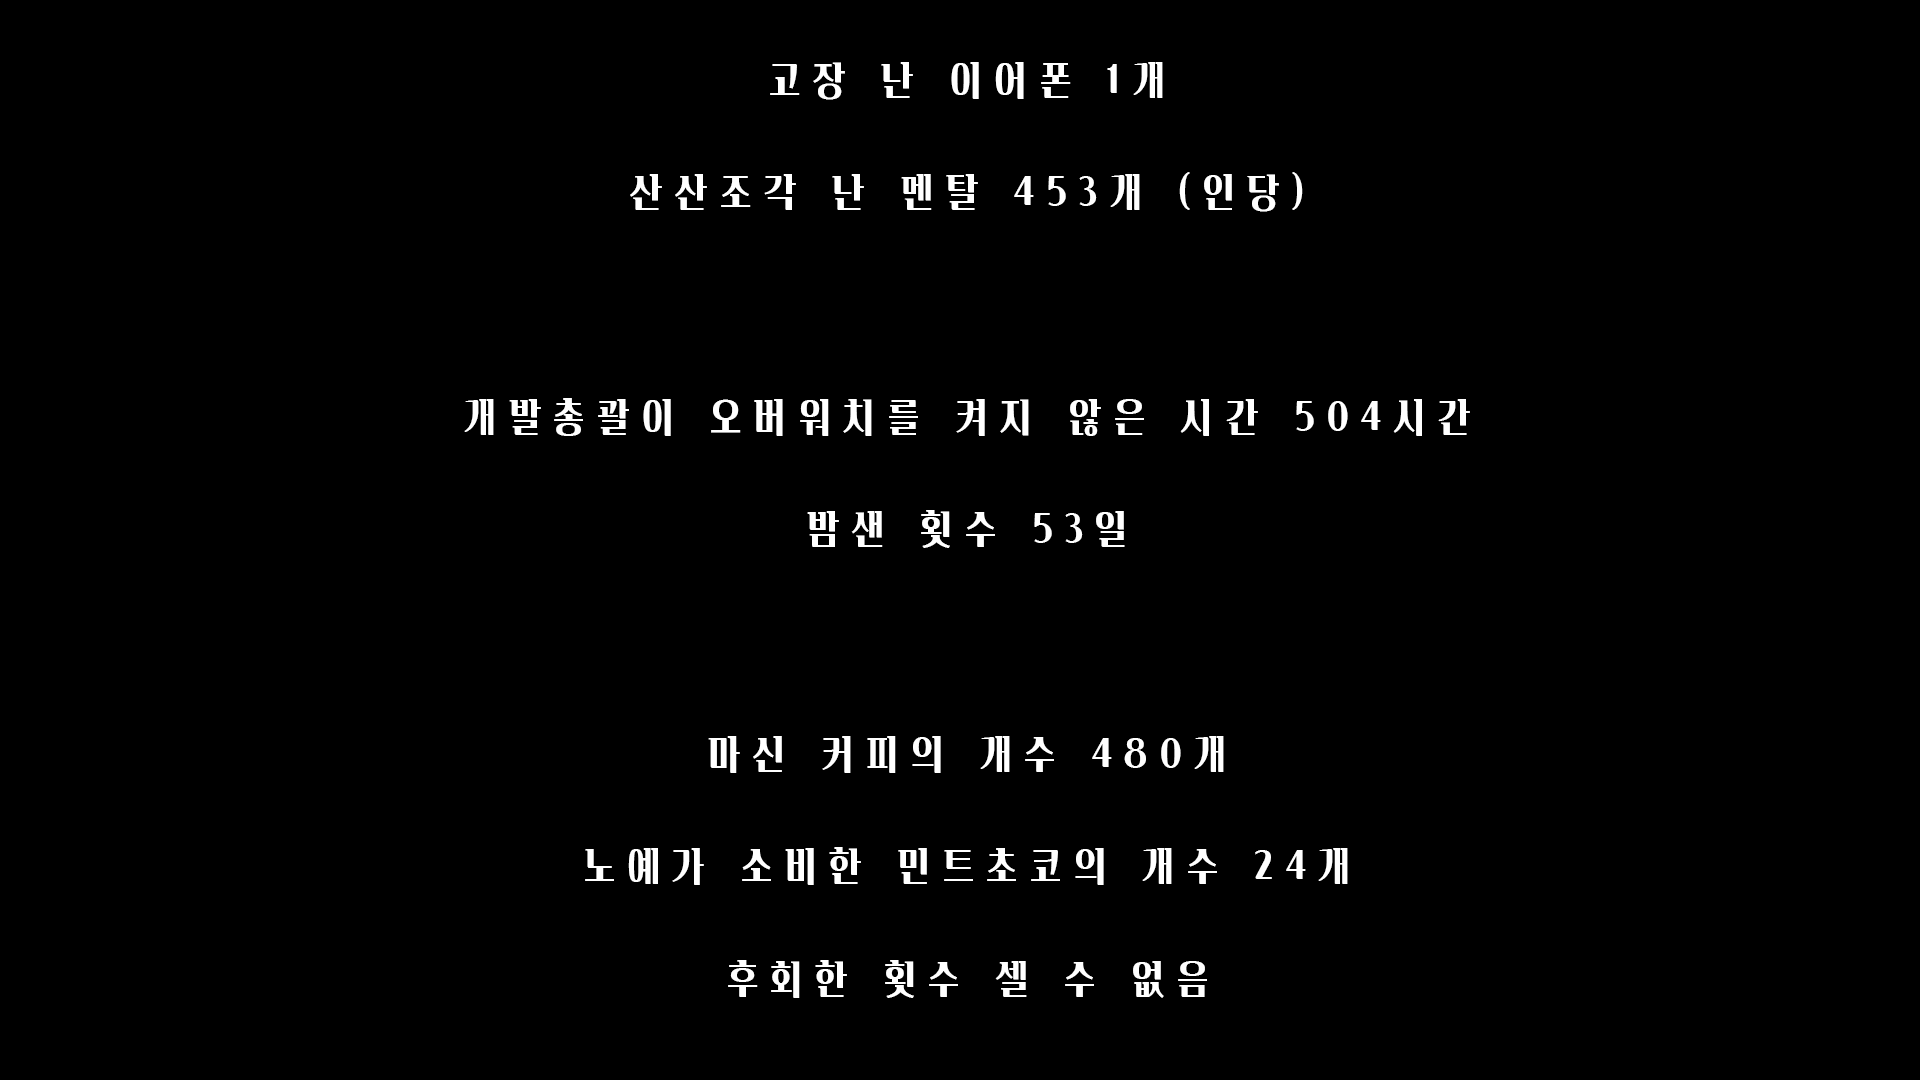 고장 난 이어폰 1개
산산조각 난 멘탈 453개 (인당)
개발총괄이 오버워치를 켜지 않은 시간 504시간
밤샌 횟수 53일
마신 커피의 개수 480개
노예가 소비한 민트초코의 개수 24개
후회한 횟수 셀 수 없음